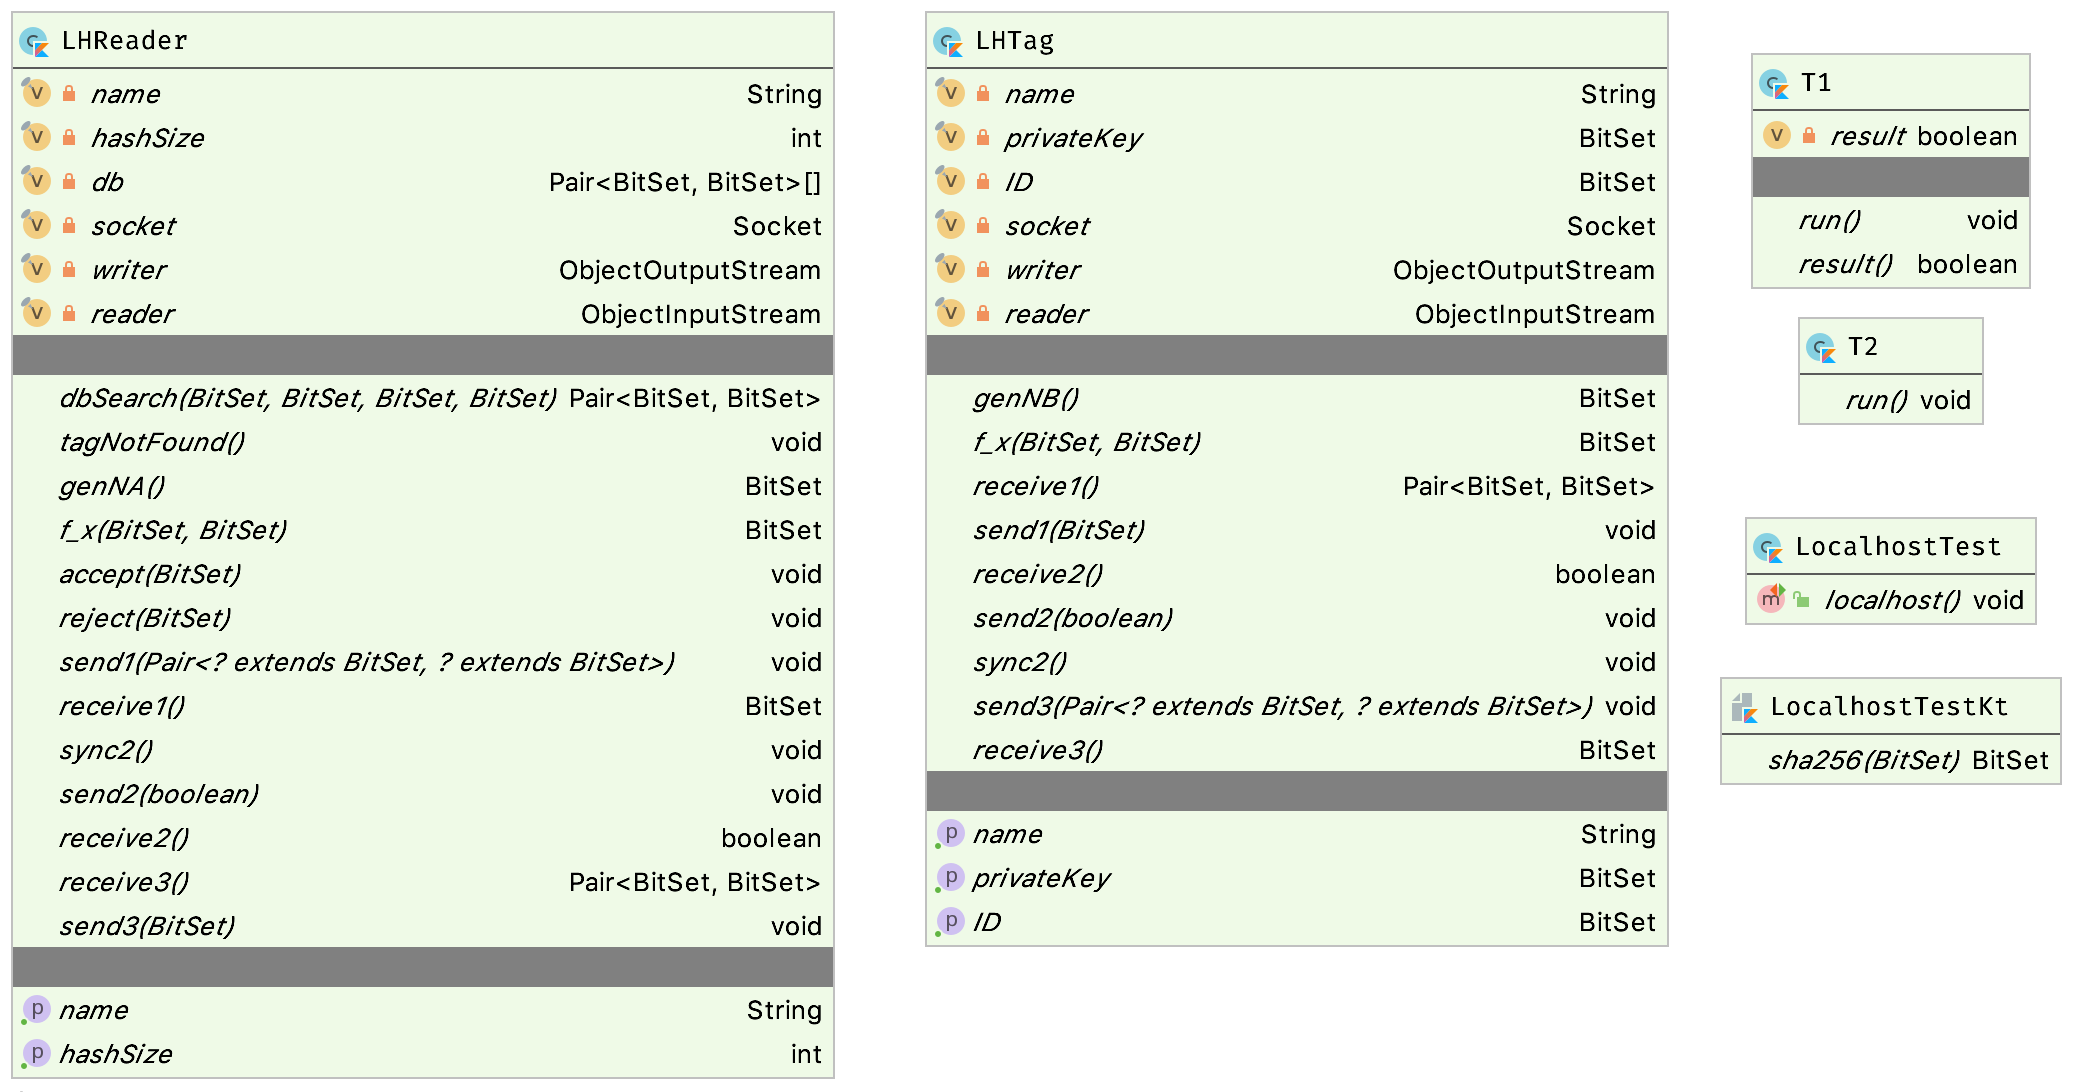 LHReader
name String
hashSize int
db Pair<BitSet, BitSet>[]
socket Socket
writer ObjectOutputStream
reader ObjectInputStream
dbSearch(BitSet, BitSet, BitSet, BitSet) Pair<BitSet, BitSet>
tagNotFound() void
genNA() BitSet
f_x(BitSet, BitSet) BitSet
accept(BitSet) void
reject(BitSet) void
send1(Pair<? extends BitSet, ? extends BitSet>) void
receive1() BitSet
sync2() void
send2(boolean) void
receive2() boolean
receive3() Pair<BitSet, BitSet>
send3(BitSet) void
name String
hashSize int
LHTag
name String
privateKey BitSet
ID BitSet
socket Socket
writer ObjectOutputStream
reader ObjectInputStream
genNB() BitSet
f_x(BitSet, BitSet) BitSet
receive1() Pair<BitSet, BitSet>
send1(BitSet) void
receive2() boolean
send2(boolean) void
sync2() void
send3(Pair<? extends BitSet, ? extends BitSet>) void
receive3() BitSet
name String
privateKey BitSet
ID BitSet
T1
result boolean
run() void
result() boolean
T2
run() void
LocalhostTest
localhost() void
LocalhostTestKt
sha256(BitSet) BitSet